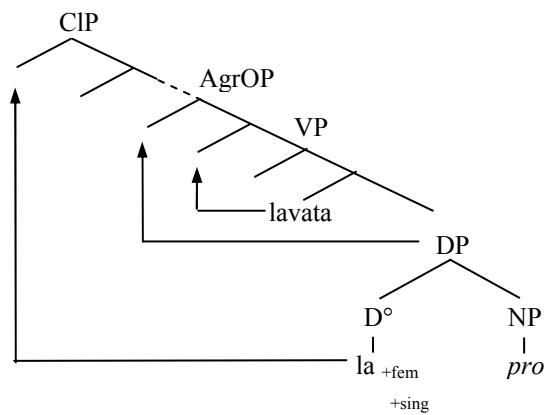 ClP
AgrOP
VP
lavata
DP
D° NP
la +fem pro
+sing